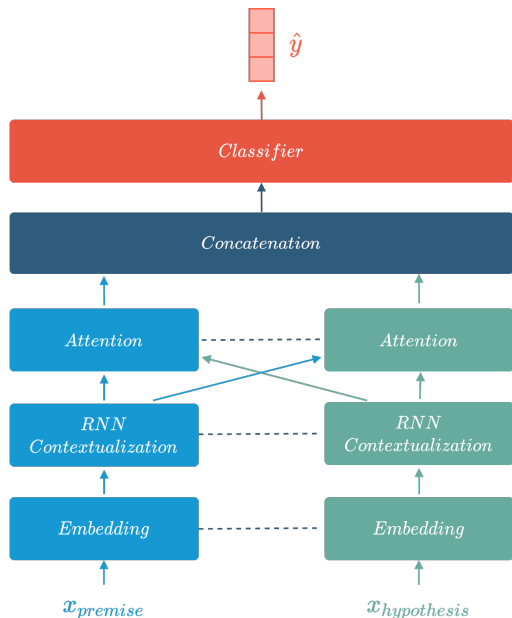 ŷ
Classifier
Concatenation
Attention
Attention
RNN
Contextualization
RNN
Contextualization
Embedding
Embedding
x_premise
x_hypothesis